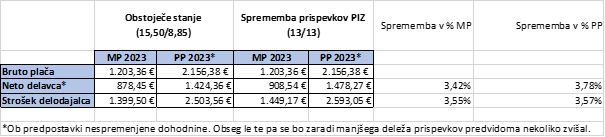 Obstoječe stanje (15,50/8,85) Sprememba prispevkov PIZ (13/13) Sprememba v % MP Sprememba v % PP
MP 2023 PP 2023* MP 2023 PP 2023*
Bruto plača 1.203,36 € 2.156,38 € 1.203,36 € 2.156,38 €
Neto delavca* 878,45 € 1.424,36 € 908,54 € 1.478,27 € 3,42% 3,78%
Strošek delodajalca 1.399,50 € 2.503,56 € 1.449,17 € 2.593,05 € 3,55% 3,57%
*Ob predpostavki nespremenjene dohodnine. Obseg le te pa se bo zaradi manjšega deleža prispevkov predvidoma nekoliko zvišal.